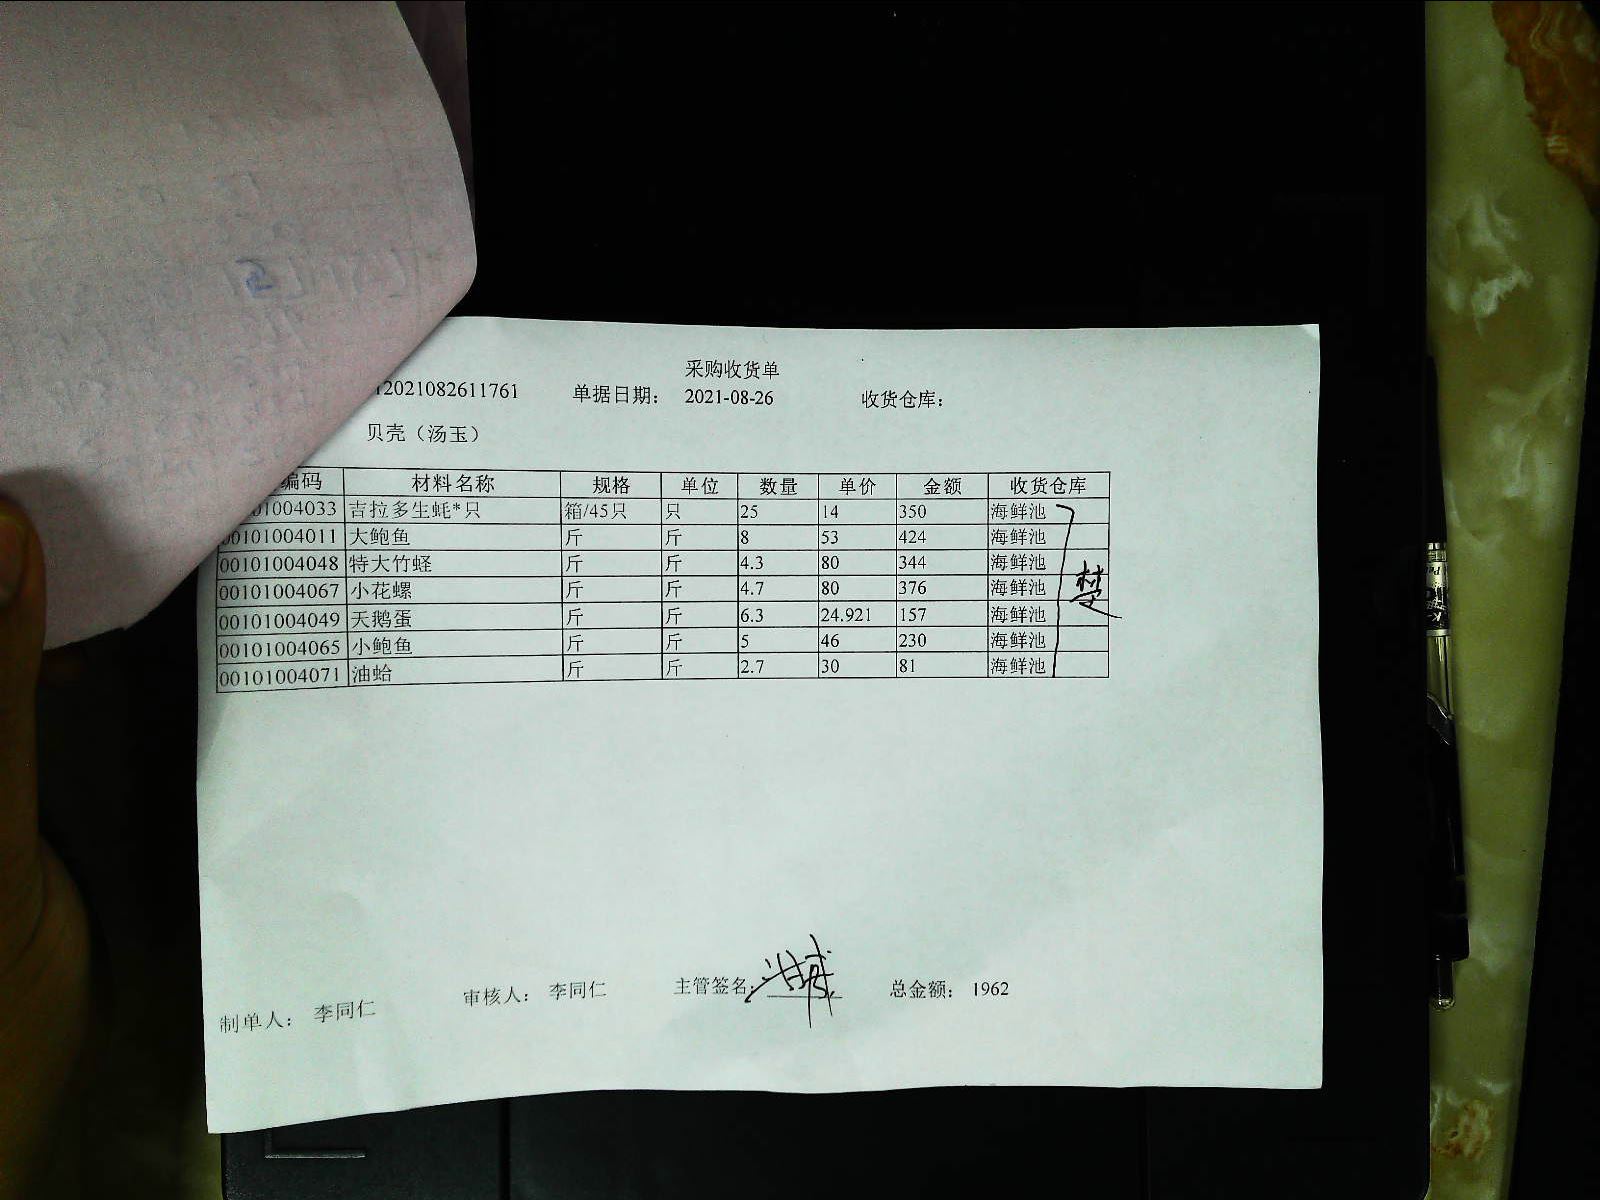 采购收货单
12021082611761 单据日期： 2021-08-26 收货仓库：
贝壳（汤玉）
编码 材料名称 规格 单位 数量 单价 金额 收货仓库
01004033 吉拉多生蚝*只 箱/45只 只 25 14 350 海鲜池
00101004011 大鲍鱼 斤 斤 8 53 424 海鲜池
00101004048 特大竹蛏 斤 斤 4.3 80 344 海鲜池
00101004067 小花螺 斤 斤 4.7 80 376 海鲜池
00101004049 天鹅蛋 斤 斤 6.3 24.921 157 海鲜池
00101004065 小鲍鱼 斤 斤 5 46 230 海鲜池
00101004071 油蛤 斤 斤 2.7 30 81 海鲜池
制单人： 李同仁 审核人： 李同仁 主管签名： 总金额： 1962